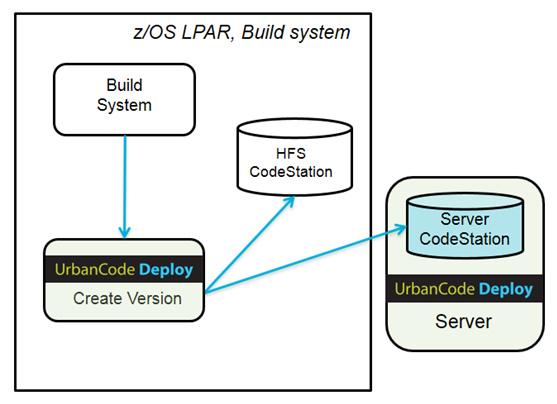 z/OS LPAR, Build system
Build
System
HFS
CodeStation
Server
CodeStation
UrbanCode Deploy
Create Version
UrbanCode Deploy
Server